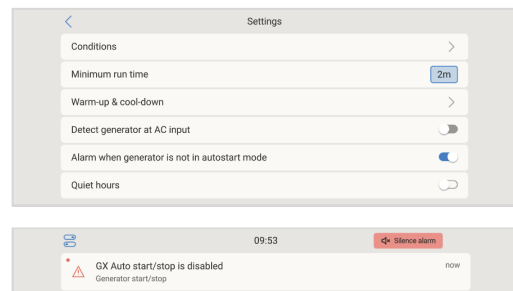 Settings
Conditions
Minimum run time 2m
Warm-up & cool-down
Detect generator at AC input
Alarm when generator is not in autostart mode
Quiet hours
09:53 Silence alarm
GX Auto start/stop is disabled now
Generator start/stop